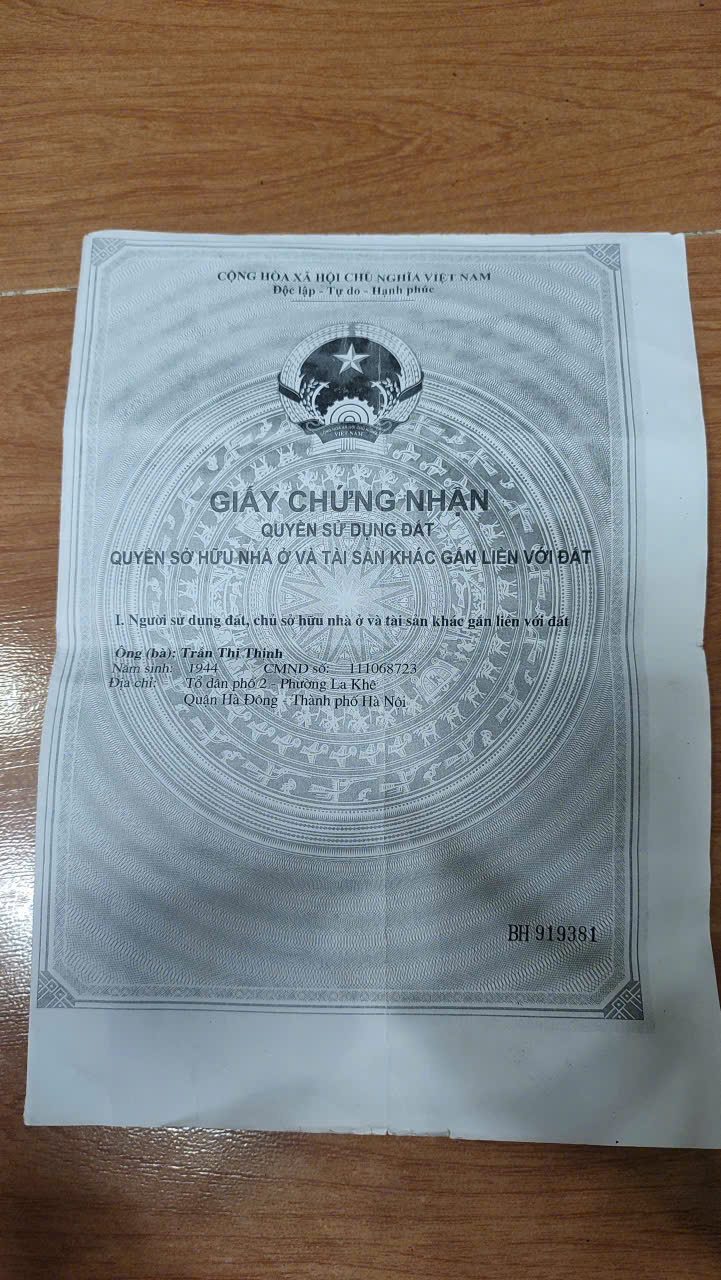 CỘNG HÒA XÃ HỘI CHỦ NGHĨA VIỆT NAM
Độc lập - Tự do - Hạnh phúc
VIỆT NAM
GIẤY CHỨNG NHẬN
QUYỀN SỬ DỤNG ĐẤT
QUYỀN SỞ HỮU NHÀ Ở VÀ TÀI SẢN KHÁC GẮN LIỀN VỚI ĐẤT
I. Người sử dụng đất, chủ sở hữu nhà ở và tài sản khác gắn liền với đất
Ông (bà): Trần Thị Thinh
Năm sinh: 1944 CMND số: 111068723
Địa chỉ: Tổ dân phố 2 - Phường La Khê
Quận Hà Đông - Thành phố Hà Nội
BH 919381